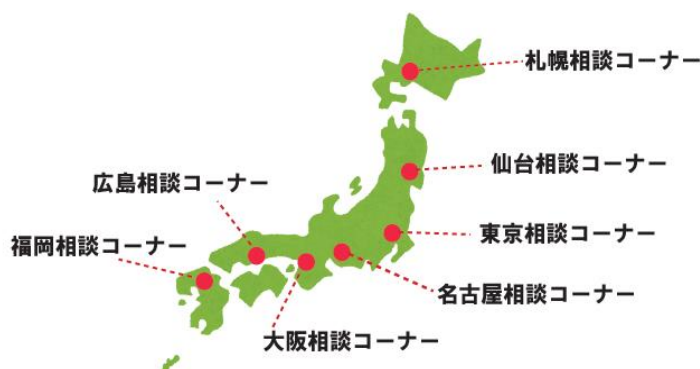 札幌相談コーナー
仙台相談コーナー
広島相談コーナー
東京相談コーナー
福岡相談コーナー
名古屋相談コーナー
大阪相談コーナー